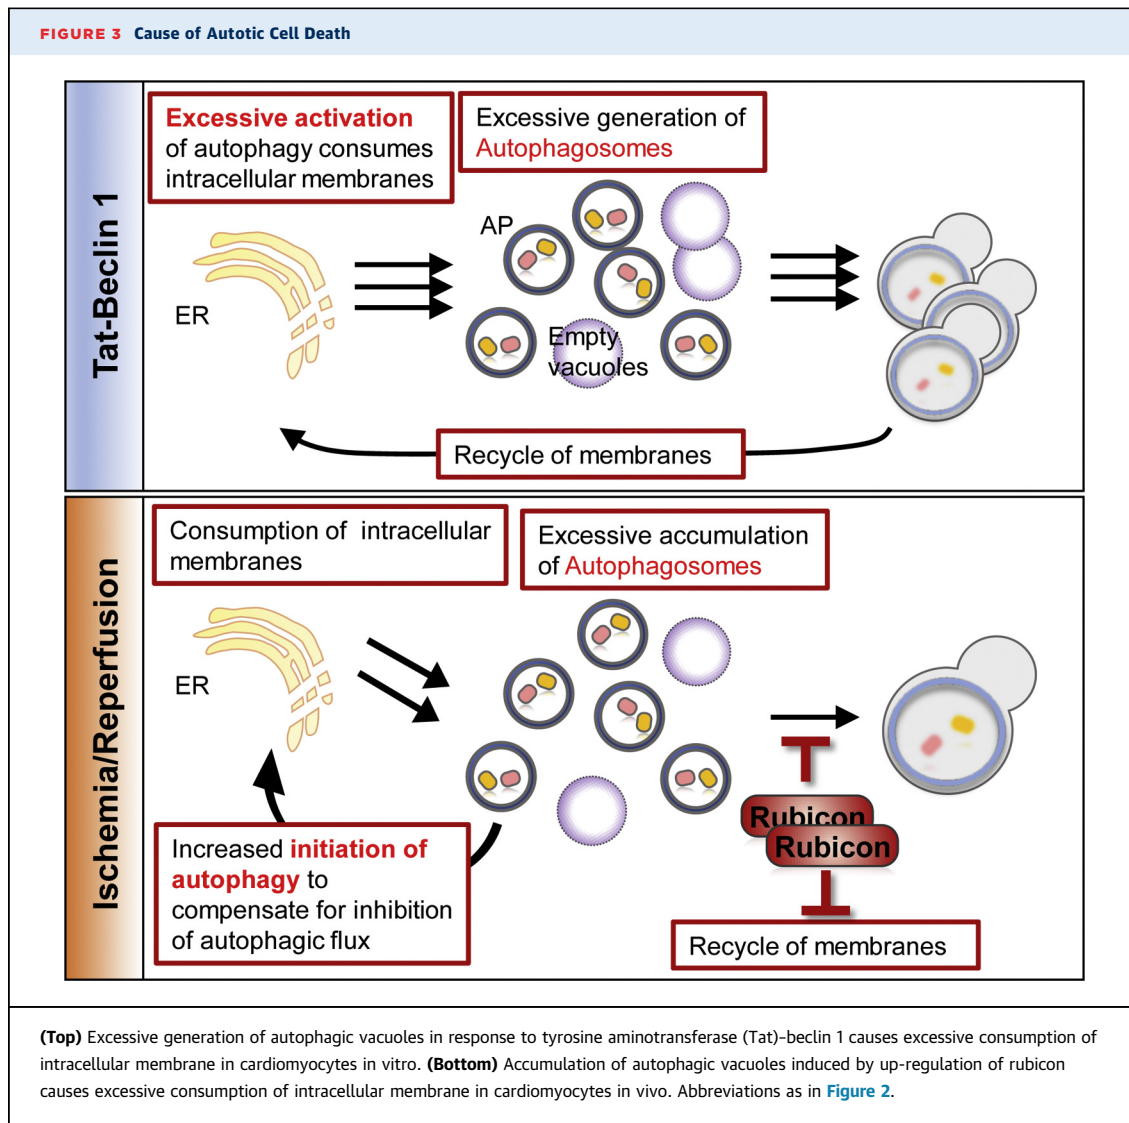 FIGURE 3 Cause of Autotic Cell Death
Tat-Beclin 1
Excessive activation
of autophagy consumes
intracellular membranes
Excessive generation of
Autophagosomes
AP
ER
Empty
vacuoles
Recycle of membranes
Ischemia/Reperfusion
Consumption of intracellular
membranes
Excessive accumulation
of Autophagosomes
ER
Rubicon
Rubicon
Increased initiation of
autophagy to
compensate for inhibition
of autophagic flux
Recycle of membranes
(Top) Excessive generation of autophagic vacuoles in response to tyrosine aminotransferase (Tat)–beclin 1 causes excessive consumption of
intracellular membrane in cardiomyocytes in vitro. (Bottom) Accumulation of autophagic vacuoles induced by up-regulation of rubicon
causes excessive consumption of intracellular membrane in cardiomyocytes in vivo. Abbreviations as in Figure 2.